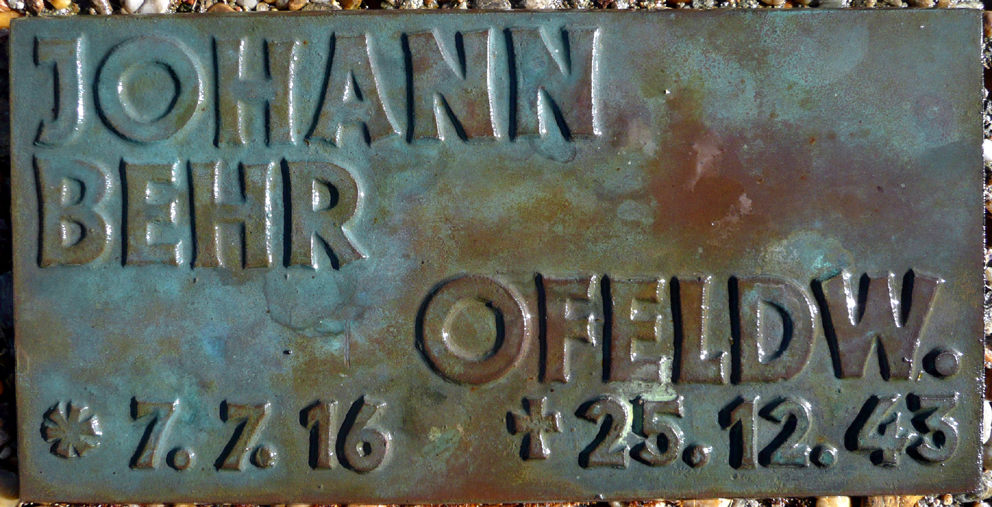 JOHANN
BEHR
OFELDW.
* 7.7.16 ✝ 25.12.43